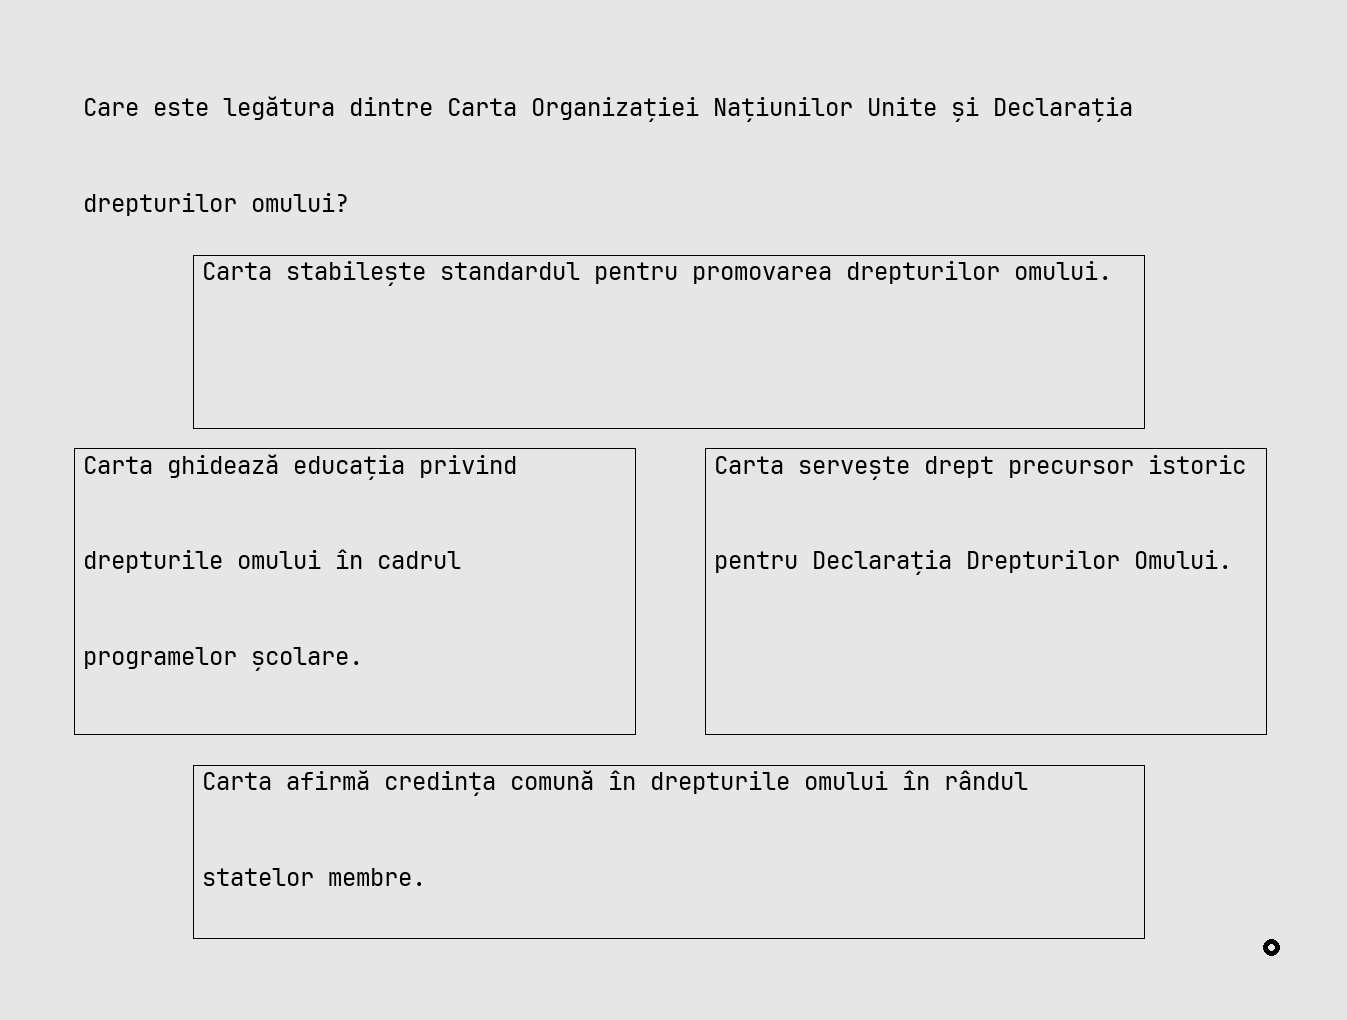 Care este legătura dintre Carta Organizației Națiunilor Unite și Declarația
drepturilor omului?
Carta stabilește standardul pentru promovarea drepturilor omului.
Carta ghidează educația privind
drepturile omului în cadrul
programelor școlare.
Carta servește drept precursor istoric
pentru Declarația Drepturilor Omului.
Carta afirmă credința comună în drepturile omului în rândul
statelor membre.